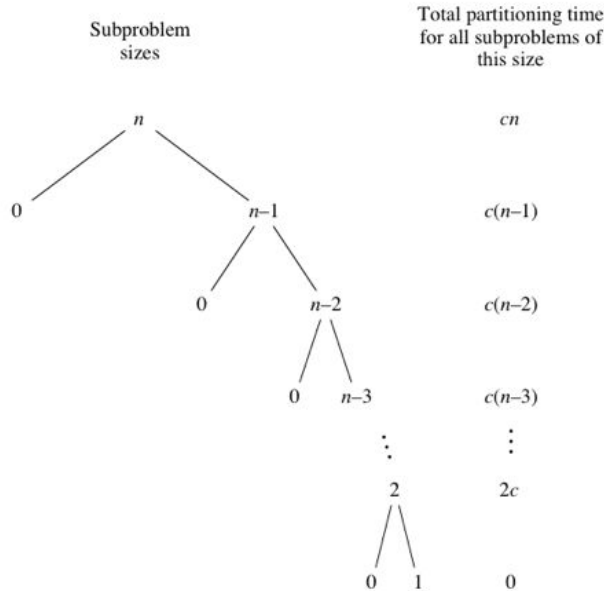 Subproblem
sizes
Total partitioning time
for all subproblems of
this size
n cn
0 n–1 c(n–1)
0 n–2 c(n–2)
0 n–3 c(n–3)
⋱ ⋮
2 2c
0 1 0